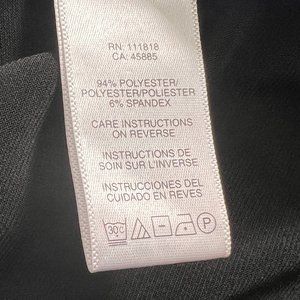 RN: 111818
CA: 45885
94% POLYESTER/
POLYESTER/POLIESTER
6% SPANDEX
CARE INSTRUCTIONS
ON REVERSE
INSTRUCTIONS DE
SOIN SUR L'ENVERS
INSTRUCCIONES DEL
CUIDADO EN REVES
30°C P